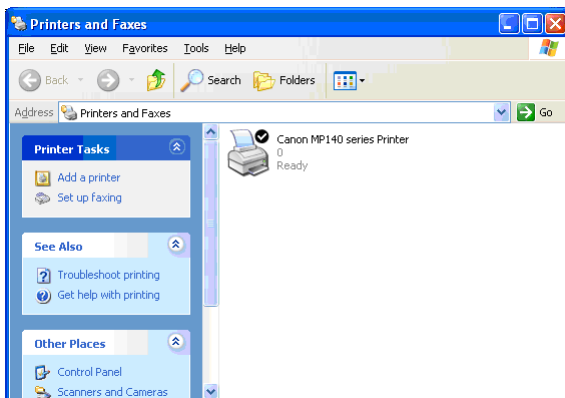 Printers and Faxes
File Edit View Favorites Tools Help
Back Search Folders
Address Printers and Faxes Go
Printer Tasks
Add a printer
Set up faxing
See Also
Troubleshoot printing
Get help with printing
Other Places
Control Panel
Scanners and Cameras
Canon MP140 series Printer
0
Ready